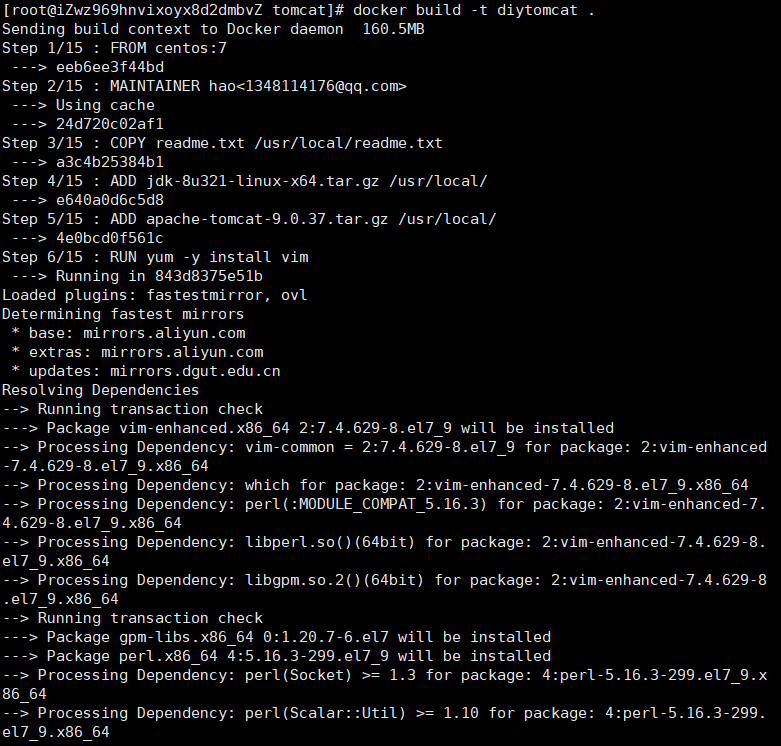 [root@iZwz969hnvixoyx8d2dmbvZ tomcat]# docker build -t diytomcat .
Sending build context to Docker daemon  160.5MB
Step 1/15 : FROM centos:7
 ---> eeb6ee3f44bd
Step 2/15 : MAINTAINER hao<1348114176@qq.com>
 ---> Using cache
 ---> 24d720c02af1
Step 3/15 : COPY readme.txt /usr/local/readme.txt
 ---> a3c4b25384b1
Step 4/15 : ADD jdk-8u321-linux-x64.tar.gz /usr/local/
 ---> e640a0d6c5d8
Step 5/15 : ADD apache-tomcat-9.0.37.tar.gz /usr/local/
 ---> 4e0bcd0f561c
Step 6/15 : RUN yum -y install vim
 ---> Running in 843d8375e51b
Loaded plugins: fastestmirror, ovl
Determining fastest mirrors
 * base: mirrors.aliyun.com
 * extras: mirrors.aliyun.com
 * updates: mirrors.dgut.edu.cn
Resolving Dependencies
--> Running transaction check
---> Package vim-enhanced.x86_64 2:7.4.629-8.el7_9 will be installed
--> Processing Dependency: vim-common = 2:7.4.629-8.el7_9 for package: 2:vim-enhanced
-7.4.629-8.el7_9.x86_64
--> Processing Dependency: which for package: 2:vim-enhanced-7.4.629-8.el7_9.x86_64
--> Processing Dependency: perl(:MODULE_COMPAT_5.16.3) for package: 2:vim-enhanced-7.
4.629-8.el7_9.x86_64
--> Processing Dependency: libperl.so()(64bit) for package: 2:vim-enhanced-7.4.629-8.
el7_9.x86_64
--> Processing Dependency: libgpm.so.2()(64bit) for package: 2:vim-enhanced-7.4.629-8
.el7_9.x86_64
--> Running transaction check
---> Package gpm-libs.x86_64 0:1.20.7-6.el7 will be installed
---> Package perl.x86_64 4:5.16.3-299.el7_9 will be installed
--> Processing Dependency: perl(Socket) >= 1.3 for package: 4:perl-5.16.3-299.el7_9.x
86_64
--> Processing Dependency: perl(Scalar::Util) >= 1.10 for package: 4:perl-5.16.3-299.
el7_9.x86_64